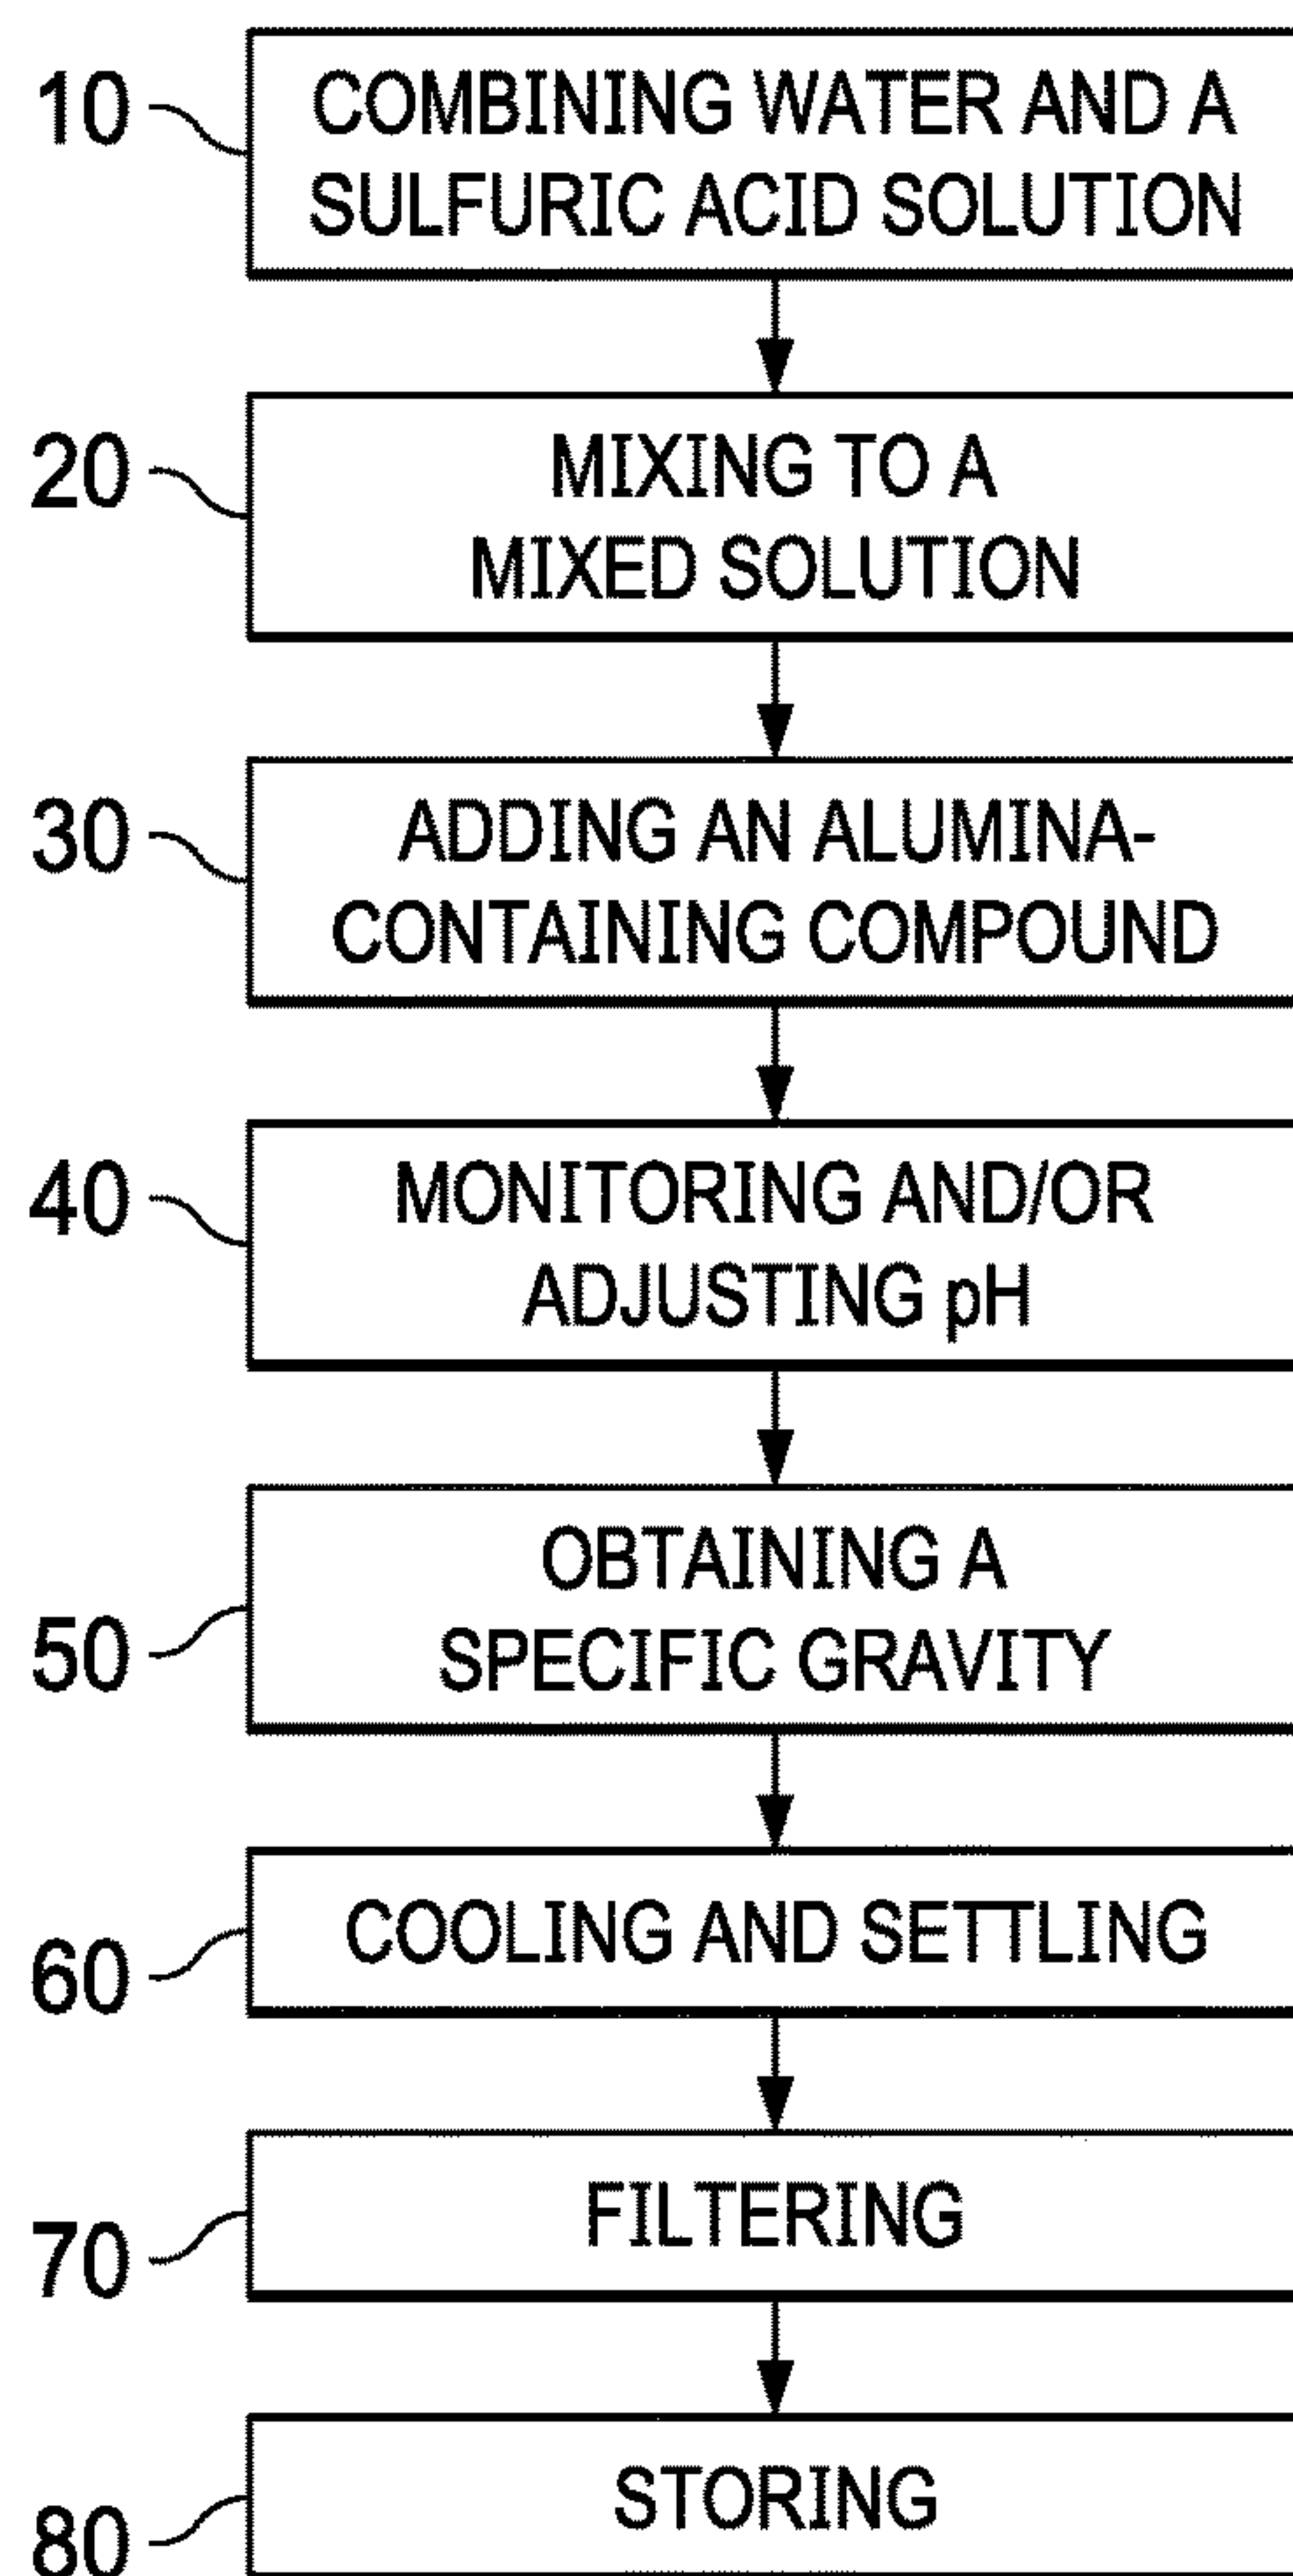 10
COMBINING WATER AND A
SULFURIC ACID SOLUTION
20
MIXING TO A
MIXED SOLUTION
30
ADDING AN ALUMINA-
CONTAINING COMPOUND
40
MONITORING AND/OR
ADJUSTING pH
50
OBTAINING A
SPECIFIC GRAVITY
60
COOLING AND SETTLING
70
FILTERING
80
STORING